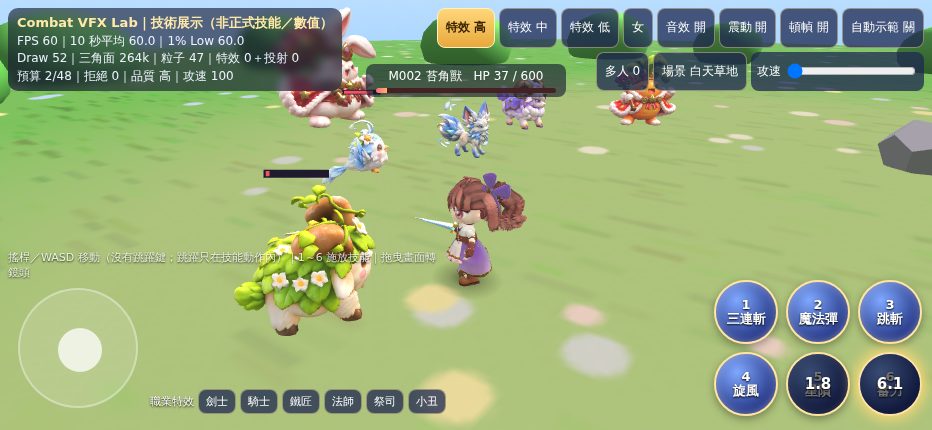 Combat VFX Lab｜技術展示（非正式技能／數值）
FPS 60｜10 秒平均 60.0｜1% Low 60.0
Draw 52｜三角面 264k｜粒子 47｜特效 0＋投射 0
預算 2/48｜拒絕 0｜品質 高｜攻速 100
特效 高
特效 中
特效 低
女
音效 開
震動 開
頓幀 開
自動示範 關
M002 苔角獸 HP 37 / 600
多人 0
場景 白天草地
攻速
搖桿／WASD 移動（沒有跳躍鍵；跳躍只在技能動作內）｜1～6 施放技能｜拖曳畫面轉
鏡頭
1
三連斬
2
魔法彈
3
跳斬
4
旋風
1.8
6.1
職業特效
劍士
騎士
鐵匠
法師
祭司
小丑